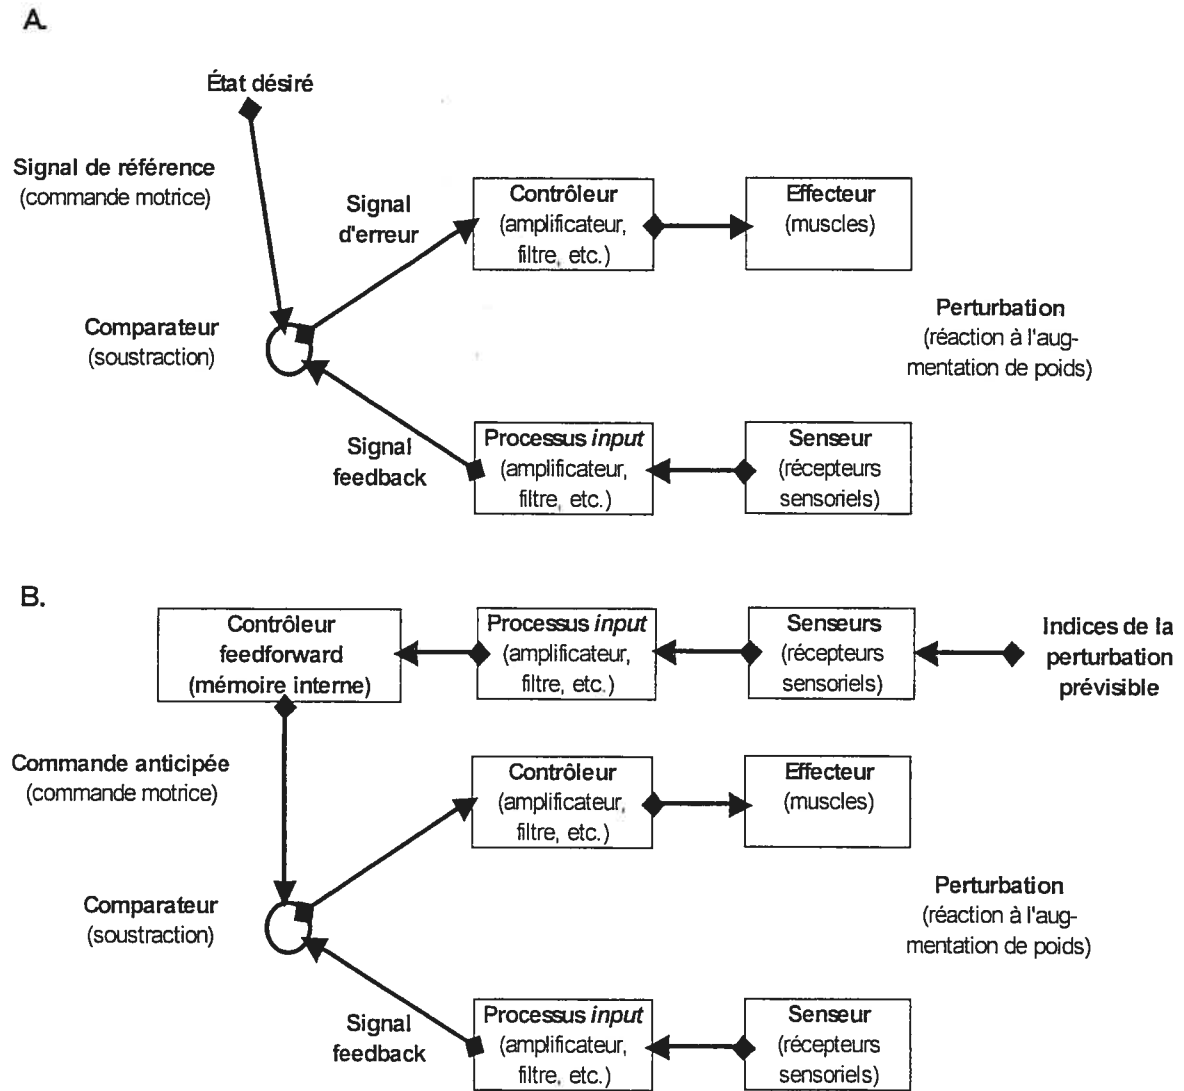 A.
État désiré
Signal de référence
(commande motrice)
Signal
d'erreur
Contrôleur
(amplificateur,
filtre, etc.)
Effecteur
(muscles)
Comparateur
(soustraction)
Perturbation
(réaction à l'aug-
mentation de poids)
Signal
feedback
Processus input
(amplificateur,
filtre, etc.)
Senseur
(récepteurs
sensoriels)
B.
Contrôleur
feedforward
(mémoire interne)
Processus input
(amplificateur,
filtre, etc.)
Senseurs
(récepteurs
sensoriels)
Indices de la
perturbation
prévisible
Commande anticipée
(commande motrice)
Contrôleur
(amplificateur,
filtre, etc.)
Effecteur
(muscles)
Comparateur
(soustraction)
Perturbation
(réaction à l'aug-
mentation de poids)
Signal
feedback
Processus input
(amplificateur,
filtre, etc.)
Senseur
(récepteurs
sensoriels)